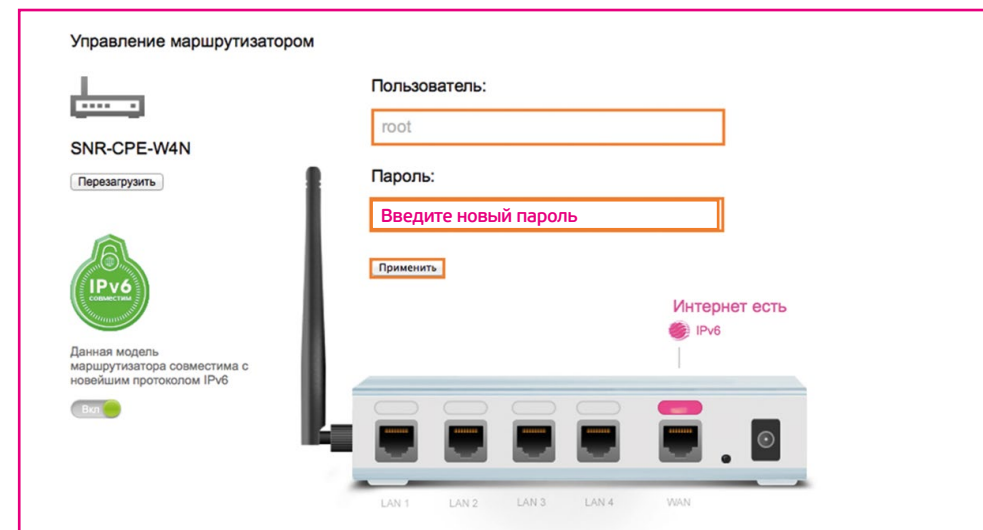 Управление маршрутизатором
SNR-CPE-W4N
Перезагрузить
IPv6
СОВМЕСТИМ
Данная модель
маршрутизатора совместима с
новейшим протоколом IPv6
Вкл
Пользователь:
root
Пароль:
Введите новый пароль
Применить
Интернет есть
IPv6
LAN 1 LAN 2 LAN 3 LAN 4 WAN